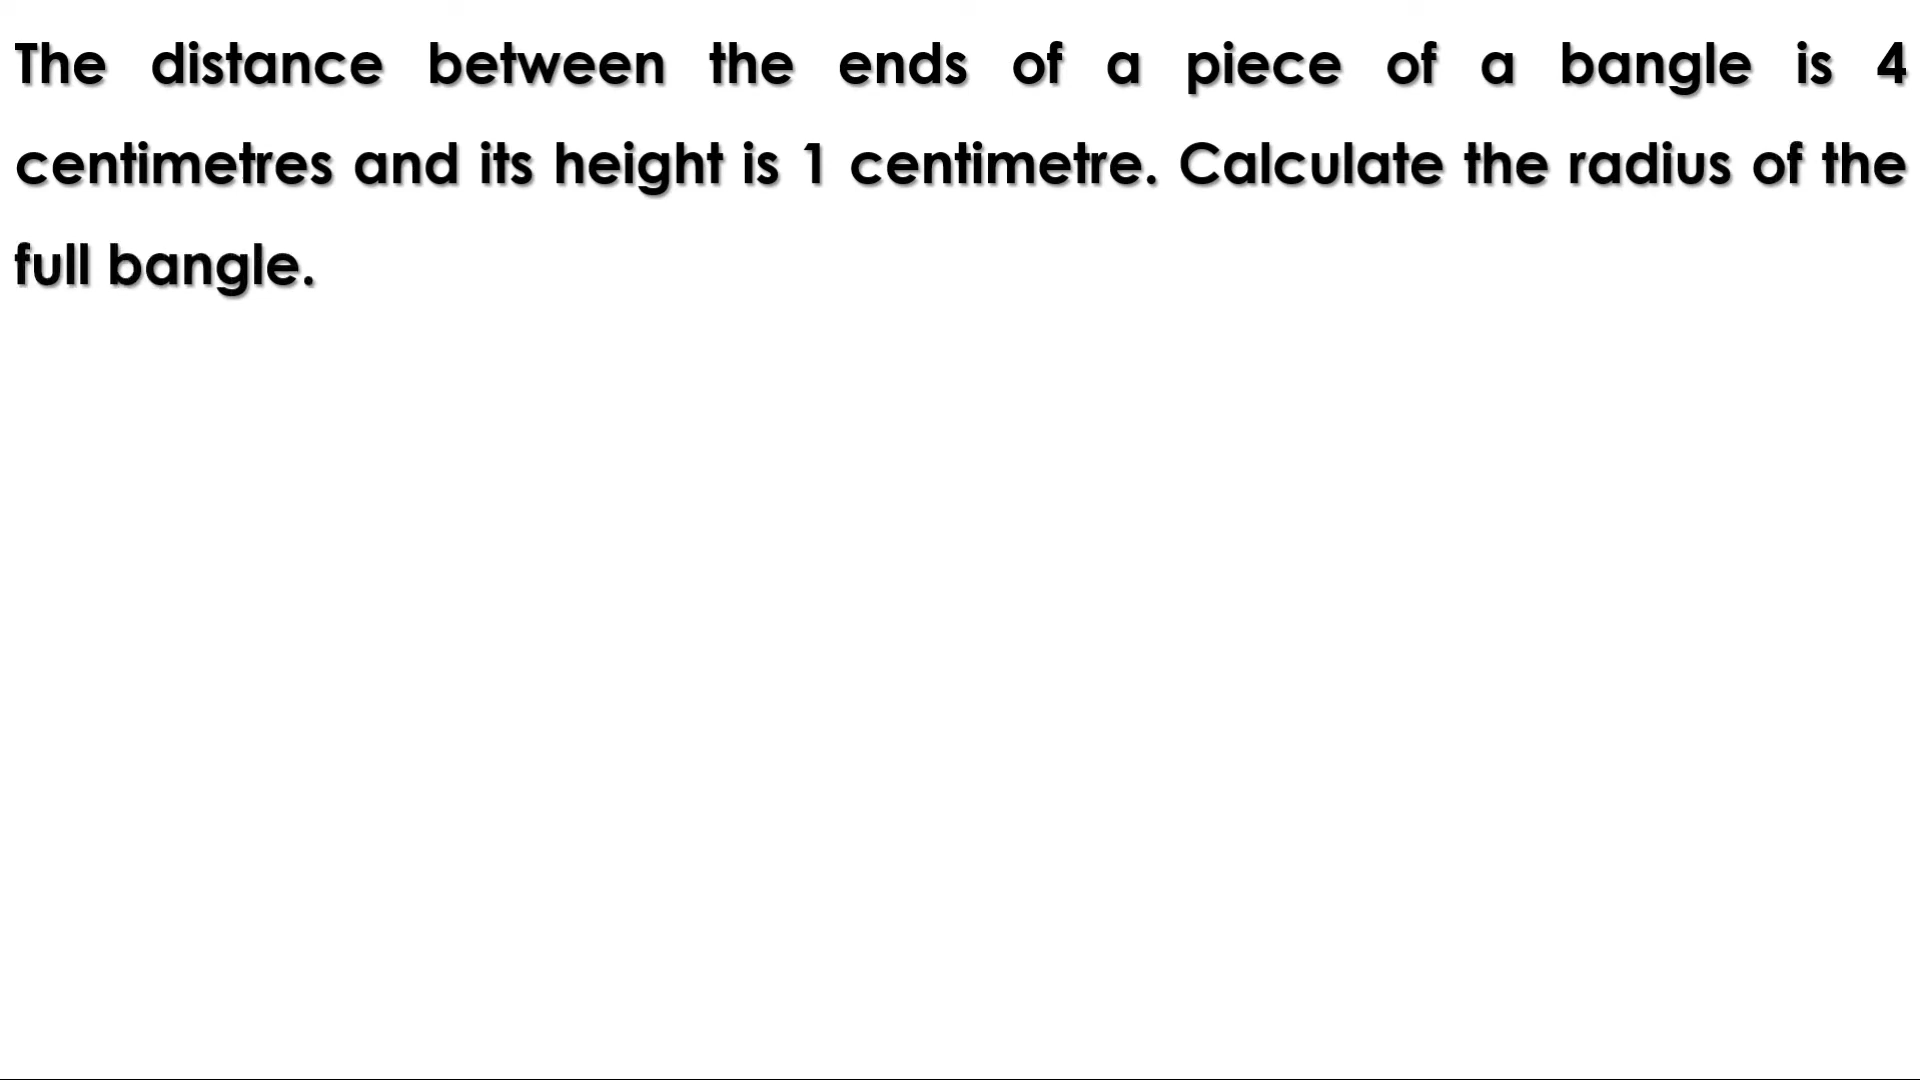 The distance between the ends of a piece of a bangle is 4
centimetres and its height is 1 centimetre. Calculate the radius of the
full bangle.